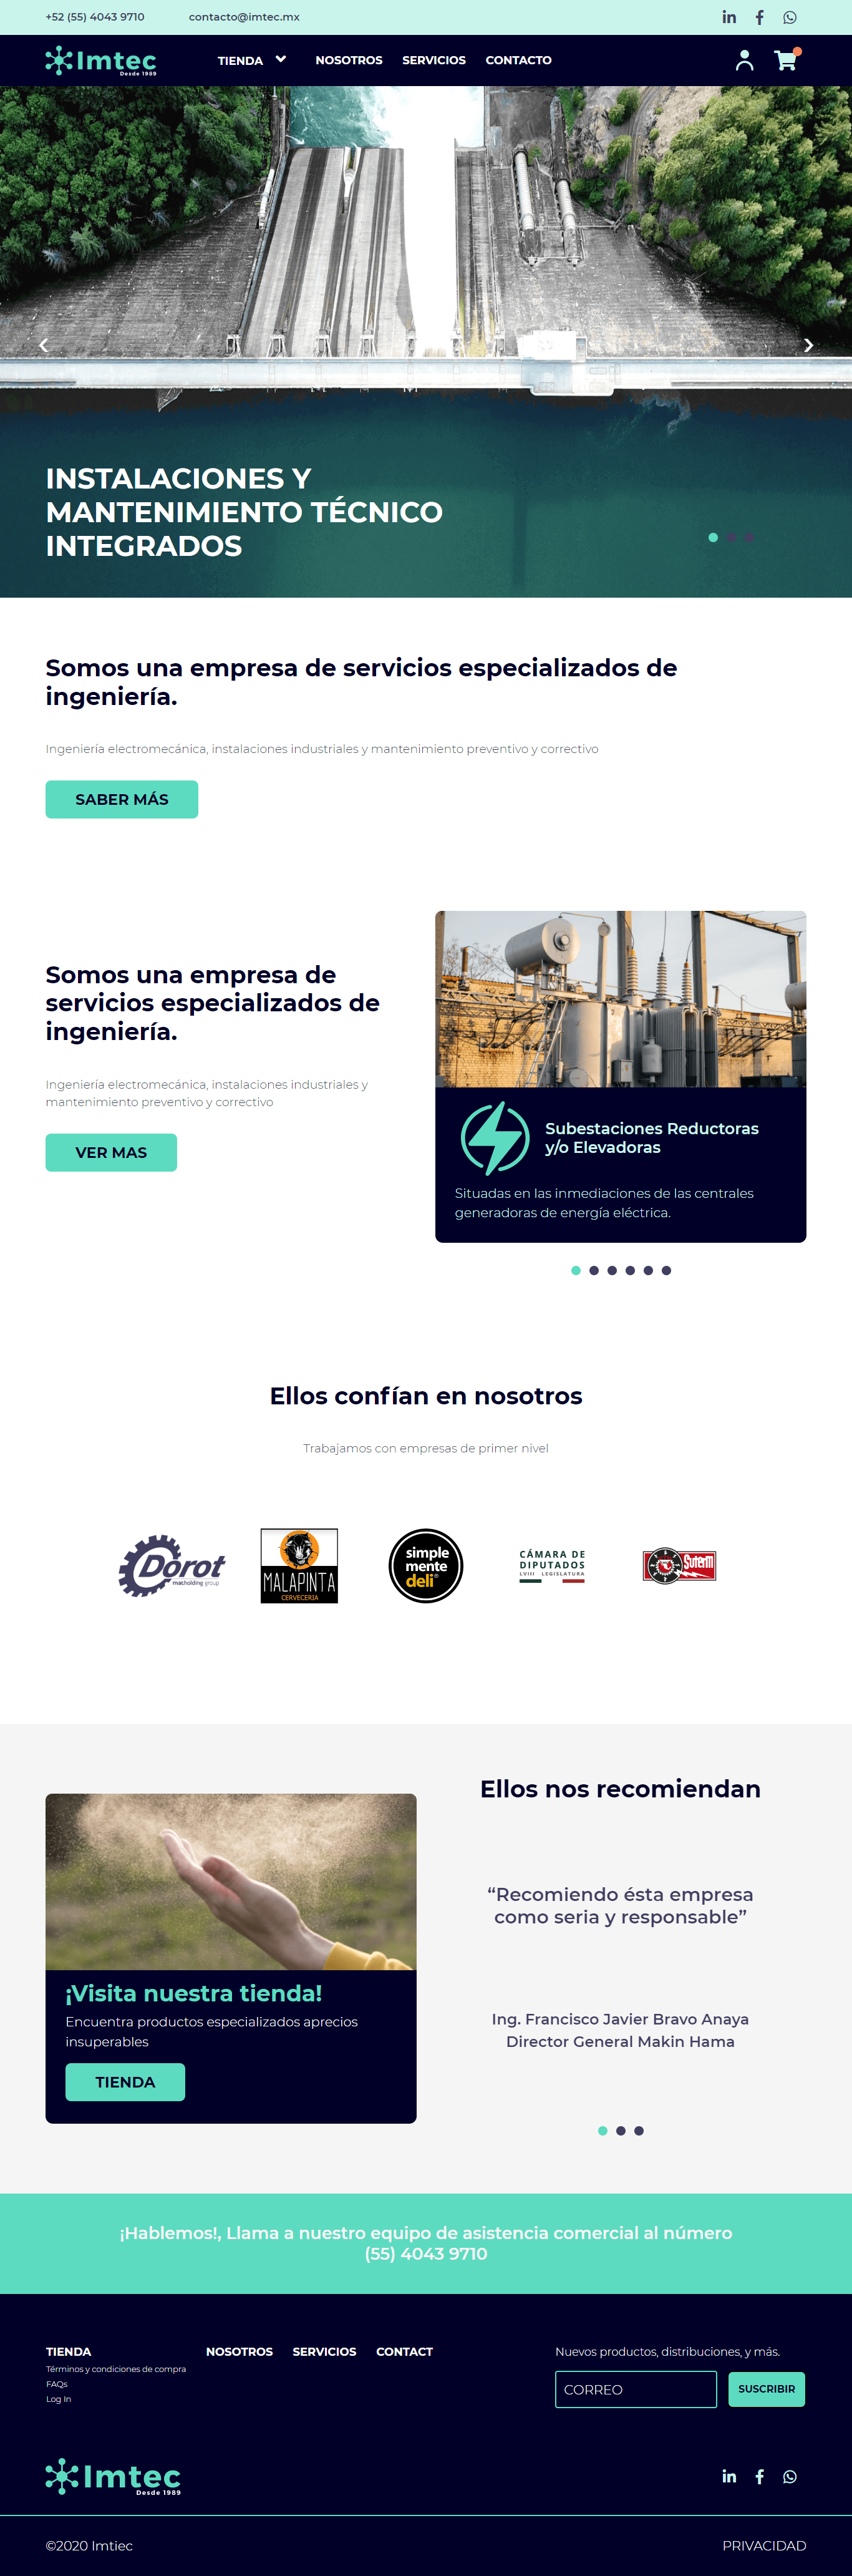 +52 (55) 4043 9710
contacto@imtec.mx
Imtec
Desde 1989
TIENDA
NOSOTROS
SERVICIOS
CONTACTO
INSTALACIONES Y
MANTENIMIENTO TÉCNICO
INTEGRADOS
Somos una empresa de servicios especializados de
ingeniería.
Ingeniería electromecánica, instalaciones industriales y mantenimiento preventivo y correctivo
SABER MÁS
Somos una empresa de
servicios especializados de
ingeniería.
Ingeniería electromecánica, instalaciones industriales y
mantenimiento preventivo y correctivo
VER MAS
Subestaciones Reductoras
y/o Elevadoras
Situadas en las inmediaciones de las centrales
generadoras de energía eléctrica.
Ellos confían en nosotros
Trabajamos con empresas de primer nivel
Dorot
matholding group
MALAPINTA
CERVECERIA
simple
mente
deli®
CÁMARA DE
DIPUTADOS
LVIII LEGISLATURA
Suterm
Ellos nos recomiendan
“Recomiendo ésta empresa
como seria y responsable”
Ing. Francisco Javier Bravo Anaya
Director General Makin Hama
¡Visita nuestra tienda!
Encuentra productos especializados aprecios
insuperables
TIENDA
¡Hablemos!, Llama a nuestro equipo de asistencia comercial al número
(55) 4043 9710
TIENDA
Términos y condiciones de compra
FAQs
Log In
NOSOTROS
SERVICIOS
CONTACT
Nuevos productos, distribuciones, y más.
CORREO
SUSCRIBIR
Imtec
Desde 1989
©2020 Imtiec
PRIVACIDAD